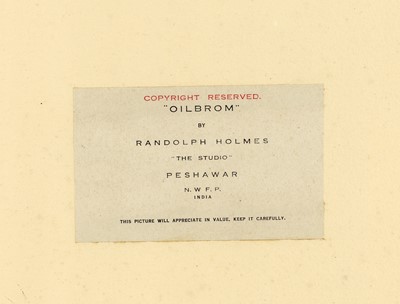 COPYRIGHT RESERVED.
"OILBROM"
BY
RANDOLPH HOLMES
"THE STUDIO"
PESHAWAR
N. W. F. P.
INDIA
THIS PICTURE WILL APPRECIATE IN VALUE, KEEP IT CAREFULLY.